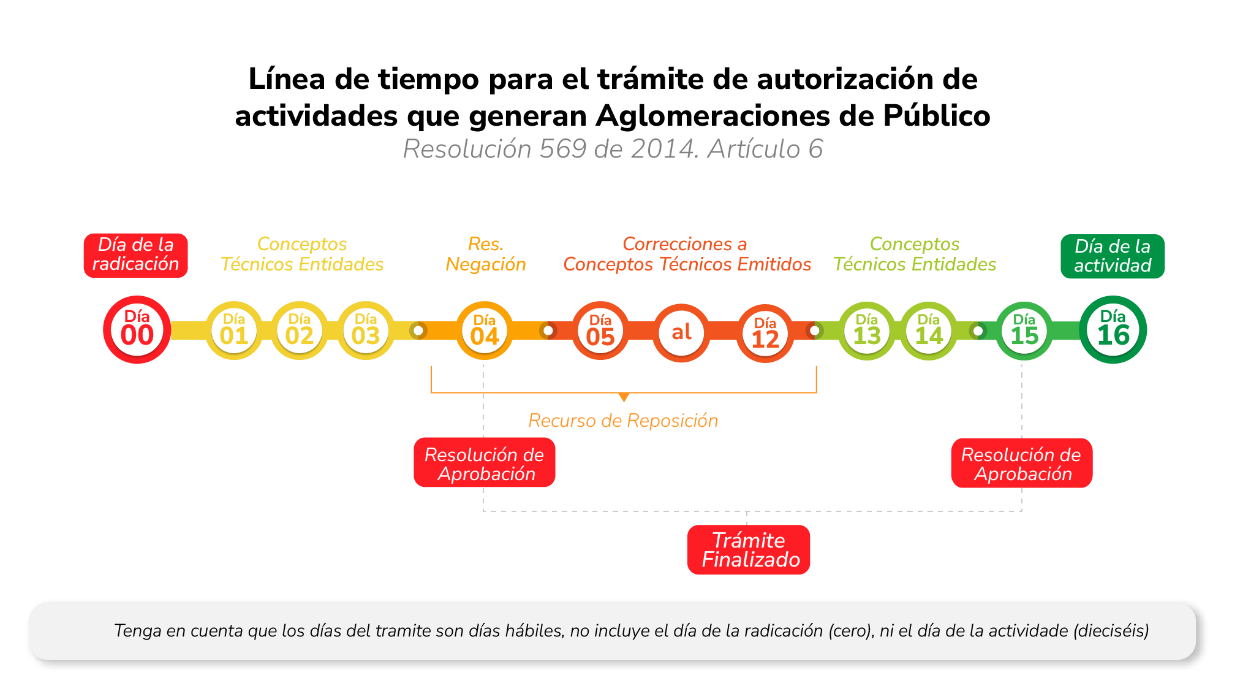 Línea de tiempo para el trámite de autorización de
actividades que generan Aglomeraciones de Público
Resolución 569 de 2014. Artículo 6
Día de la
radicación
Conceptos
Técnicos Entidades
Res.
Negación
Correcciones a
Conceptos Técnicos Emitidos
Conceptos
Técnicos Entidades
Día de la
actividad
Día
00
Día
01
Día
02
Día
03
Día
04
Día
05
al
Día
12
Día
13
Día
14
Día
15
Día
16
Recurso de Reposición
Resolución de
Aprobación
Resolución de
Aprobación
Trámite
Finalizado
Tenga en cuenta que los días del tramite son días hábiles, no incluye el día de la radicación (cero), ni el día de la actividade (dieciséis)